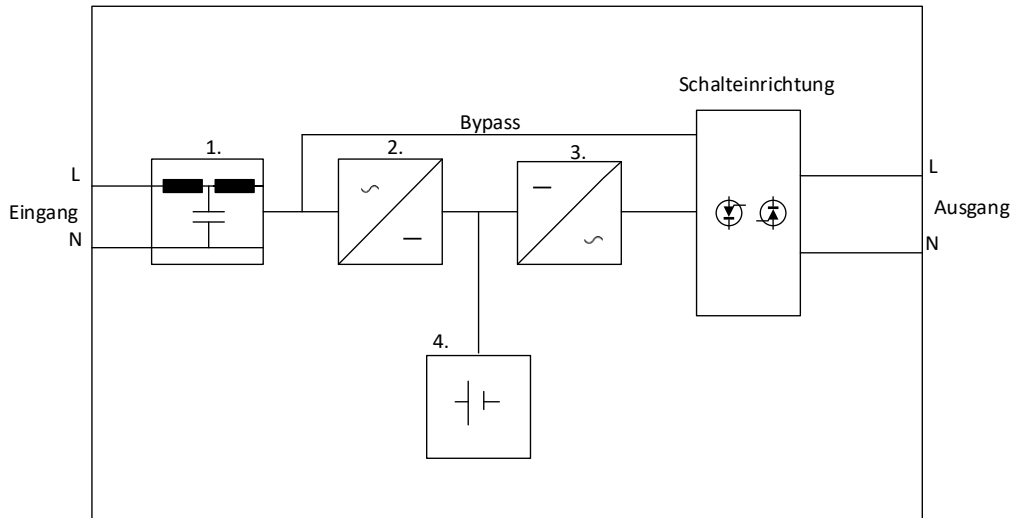 Schalteinrichtung
Bypass
1.
2.
3.
L
Eingang
N
L
Ausgang
N
4.